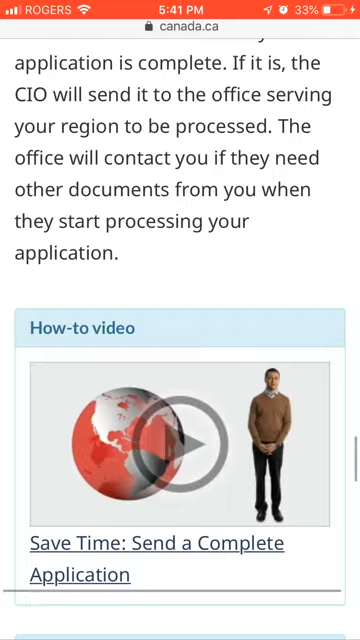 ROGERS 5:41 PM 33%
canada.ca
application is complete. If it is, the
CIO will send it to the office serving
your region to be processed. The
office will contact you if they need
other documents from you when
they start processing your
application.
How-to video
Save Time: Send a Complete
Application